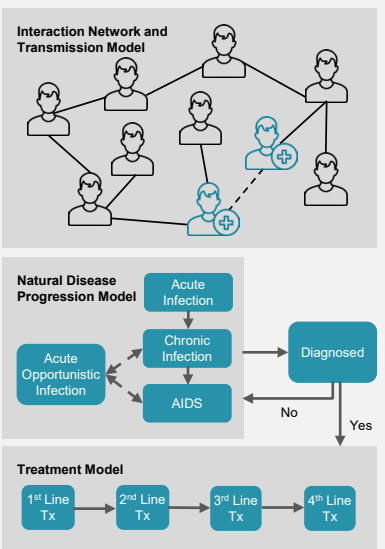 Interaction Network and
Transmission Model
Natural Disease
Progression Model
Acute
Infection
Chronic
Infection
Acute
Opportunistic
Infection
AIDS
Diagnosed
No
Yes
Treatment Model
1st Line
Tx
2nd Line
Tx
3rd Line
Tx
4th Line
Tx